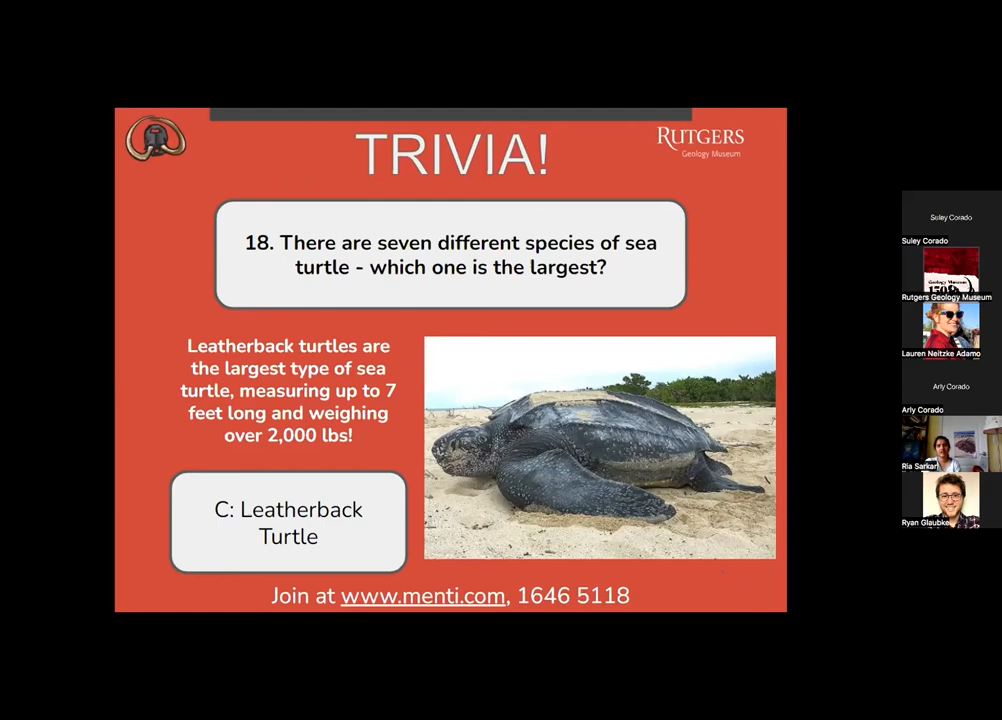 TRIVIA!
RUTGERS
Geology Museum
18. There are seven different species of sea
turtle - which one is the largest?
Leatherback turtles are
the largest type of sea
turtle, measuring up to 7
feet long and weighing
over 2,000 lbs!
C: Leatherback
Turtle
Join at www.menti.com, 1646 5118
Suley Corado
Suley Corado
Geology Museum
Rutgers Geology Museum
Lauren Neitzke Adamo
Arly Corado
Arly Corado
Ria Sarkar
Ryan Glaubke